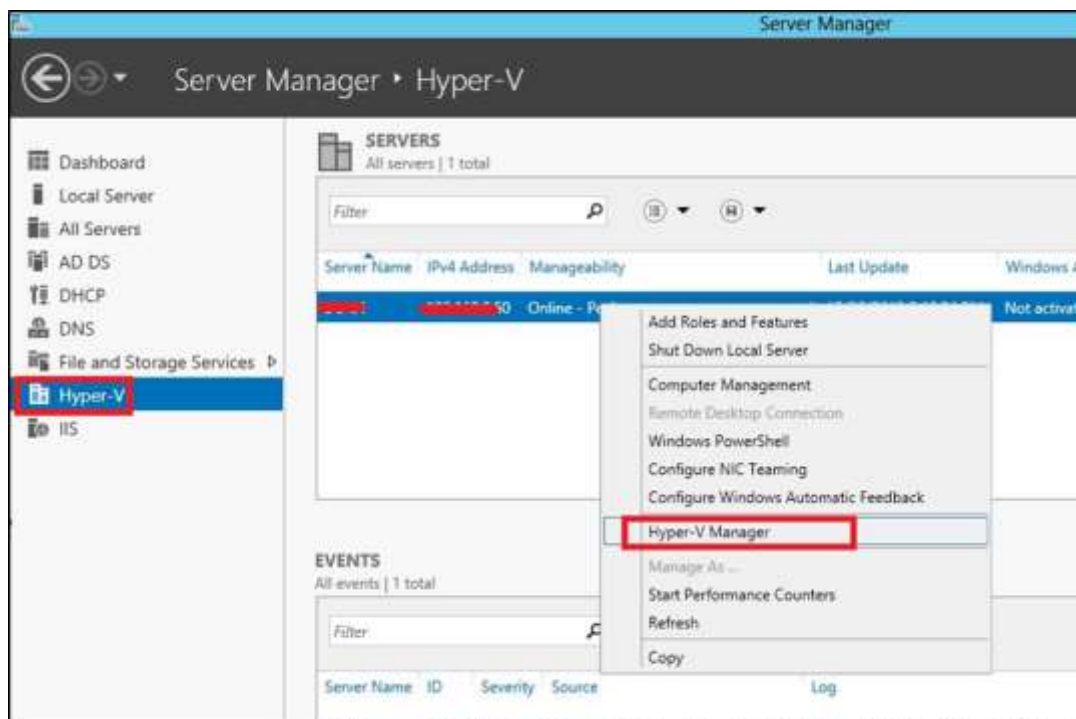 Server Manager
Server Manager ‣ Hyper-V
Dashboard
Local Server
All Servers
AD DS
DHCP
DNS
File and Storage Services
Hyper-V
IIS
SERVERS
All servers | 1 total
Filter
Server Name IPv4 Address Manageability Last Update Windows A
50 Online - Not activat
Add Roles and Features
Shut Down Local Server
Computer Management
Remote Desktop Connection
Windows PowerShell
Configure NIC Teaming
Configure Windows Automatic Feedback
Hyper-V Manager
Manage As ...
Start Performance Counters
Refresh
Copy
EVENTS
All events | 1 total
Filter
Server Name ID Severity Source Log